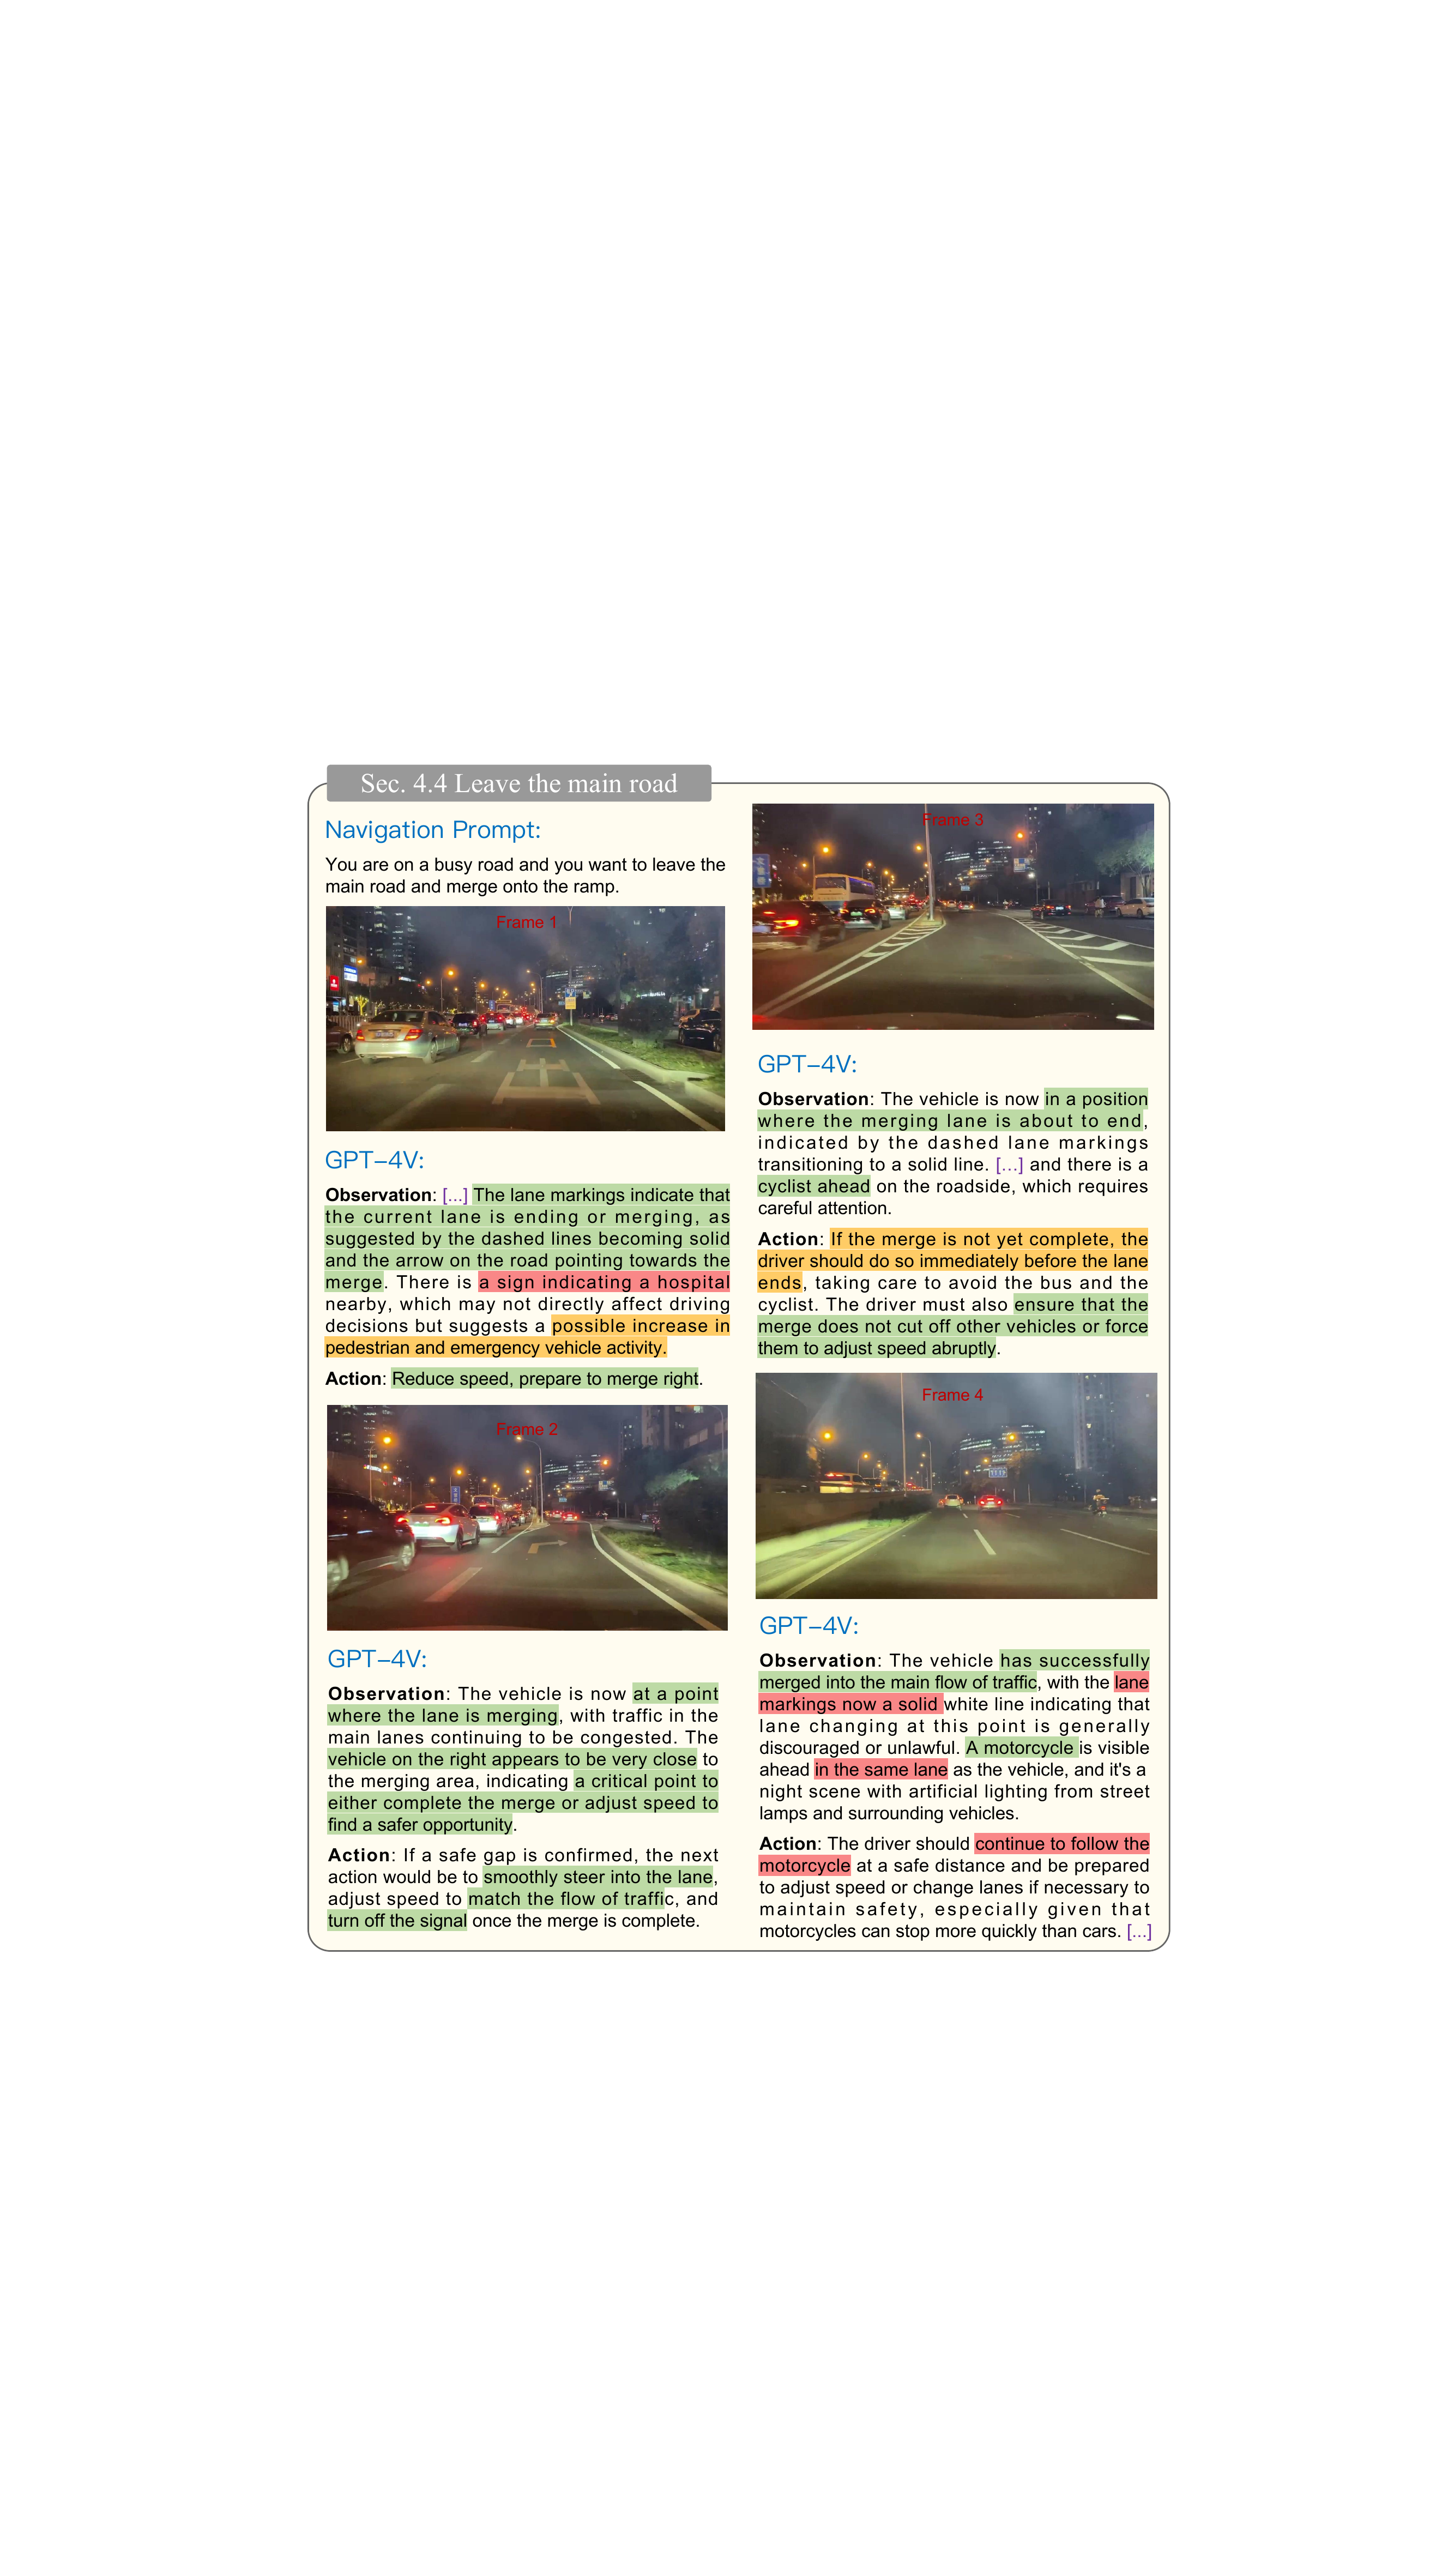 Sec. 4.4 Leave the main road
Navigation Prompt:
You are on a busy road and you want to leave the
main road and merge onto the ramp.
Frame 1
GPT-4V:
Observation: [...] The lane markings indicate that
the current lane is ending or merging, as
suggested by the dashed lines becoming solid
and the arrow on the road pointing towards the
merge. There is a sign indicating a hospital
nearby, which may not directly affect driving
decisions but suggests a possible increase in
pedestrian and emergency vehicle activity.
Action: Reduce speed, prepare to merge right.
Frame 2
GPT-4V:
Observation: The vehicle is now at a point
where the lane is merging, with traffic in the
main lanes continuing to be congested. The
vehicle on the right appears to be very close to
the merging area, indicating a critical point to
either complete the merge or adjust speed to
find a safer opportunity.
Action: If a safe gap is confirmed, the next
action would be to smoothly steer into the lane,
adjust speed to match the flow of traffic, and
turn off the signal once the merge is complete.
Frame 3
GPT-4V:
Observation: The vehicle is now in a position
where the merging lane is about to end,
indicated by the dashed lane markings
transitioning to a solid line. [...] and there is a
cyclist ahead on the roadside, which requires
careful attention.
Action: If the merge is not yet complete, the
driver should do so immediately before the lane
ends, taking care to avoid the bus and the
cyclist. The driver must also ensure that the
merge does not cut off other vehicles or force
them to adjust speed abruptly.
Frame 4
GPT-4V:
Observation: The vehicle has successfully
merged into the main flow of traffic, with the lane
markings now a solid white line indicating that
lane changing at this point is generally
discouraged or unlawful. A motorcycle is visible
ahead in the same lane as the vehicle, and it's a
night scene with artificial lighting from street
lamps and surrounding vehicles.
Action: The driver should continue to follow the
motorcycle at a safe distance and be prepared
to adjust speed or change lanes if necessary to
maintain safety, especially given that
motorcycles can stop more quickly than cars. [...]